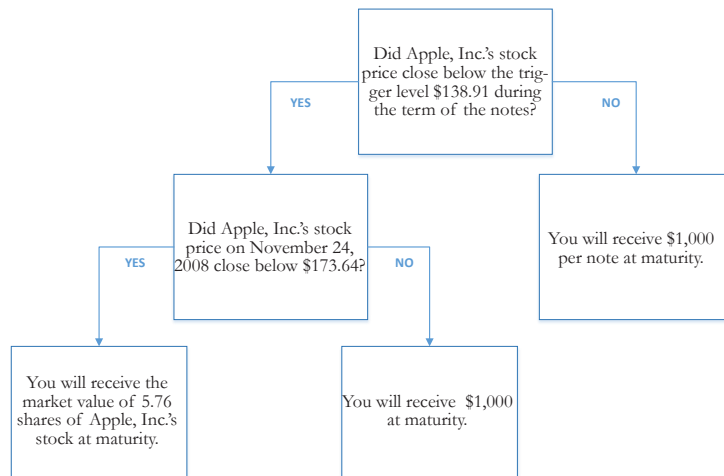 Did Apple, Inc.'s stock
price close below the trig-
ger level $138.91 during
the term of the notes?
YES
NO
Did Apple, Inc.'s stock
price on November 24,
2008 close below $173.64?
You will receive $1,000
per note at maturity.
YES
NO
You will receive the
market value of 5.76
shares of Apple, Inc.'s
stock at maturity.
You will receive $1,000
at maturity.